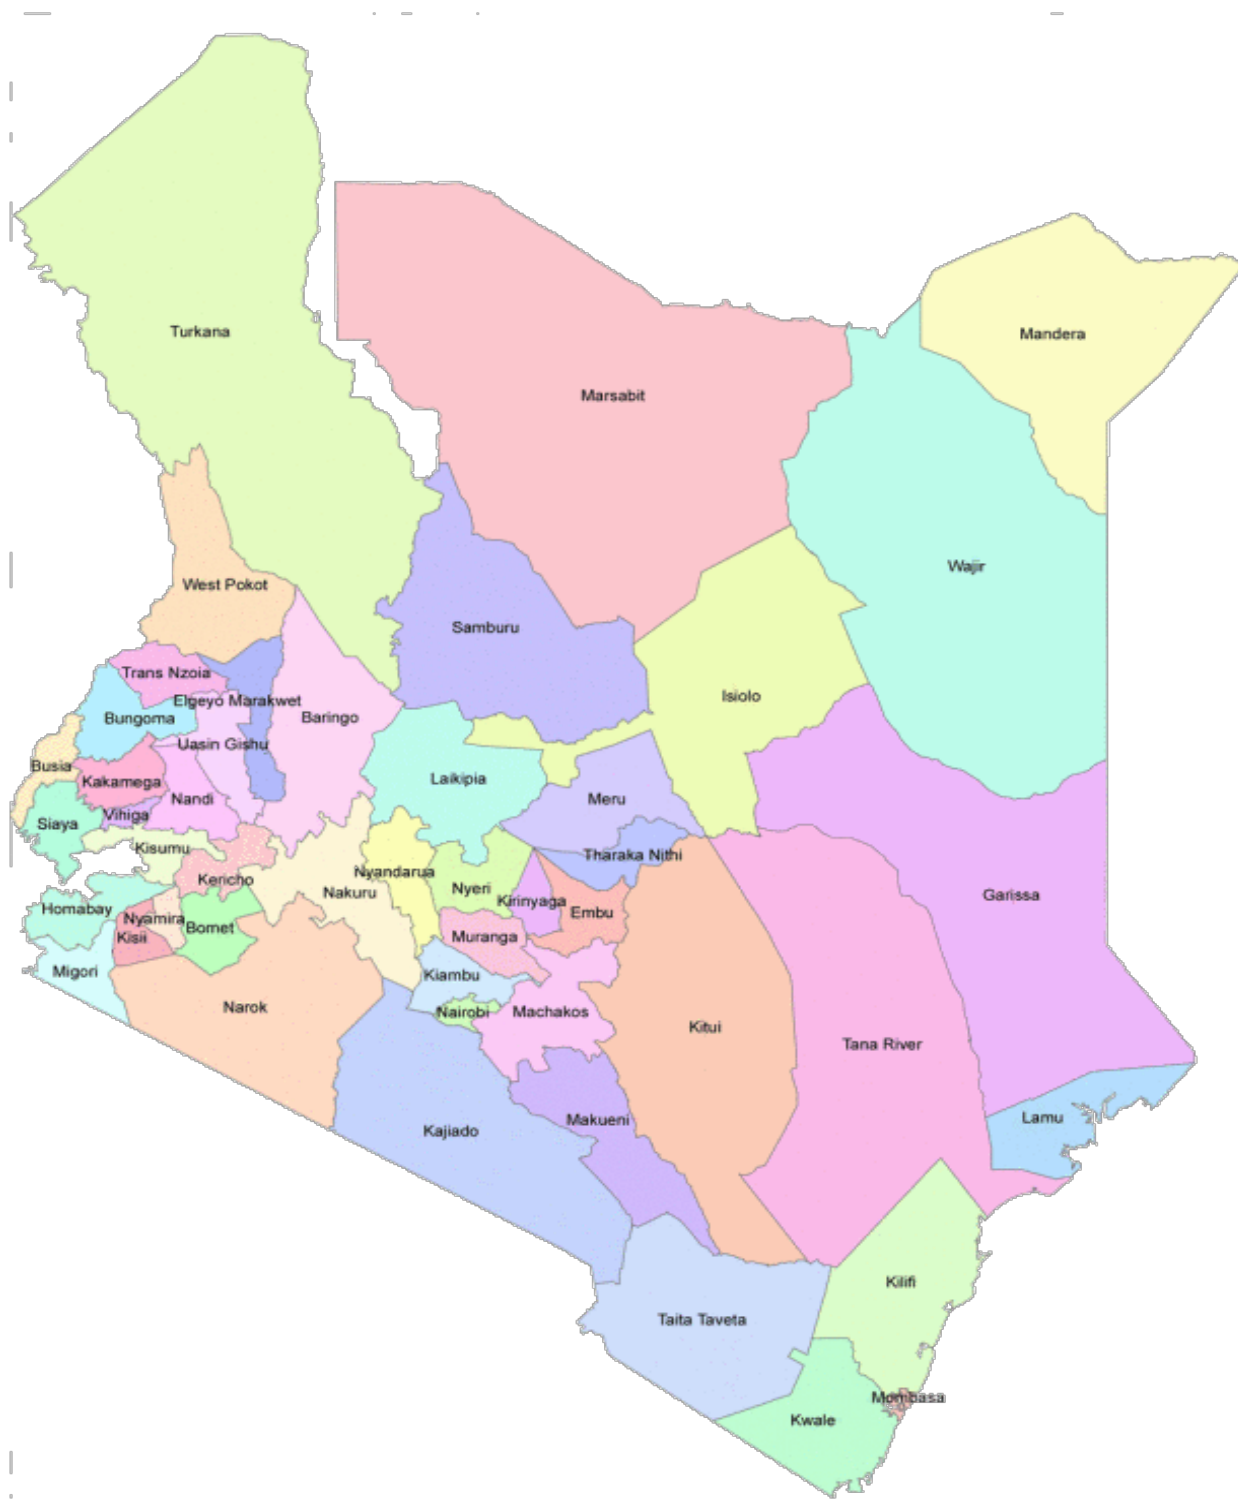 Turkana
Mandera
Marsabit
Wajir
West Pokot
Samburu
Trans Nzoia
Isiolo
Elgeyo Marakwet
Bungoma
Baringo
Uasin Gishu
Busia
Kakamega
Laikipia
Nandi
Meru
Vihiga
Siaya
Kisumu
Tharaka Nithi
Nyandarua
Kericho
Nakuru
Nyeri
Garissa
Kirinyaga
Homabay
Embu
Nyamira
Bomet
Kisii
Muranga
Migori
Kiambu
Narok
Nairobi
Machakos
Kitui
Tana River
Lamu
Makueni
Kajiado
Kilifi
Taita Taveta
Mombasa
Kwale